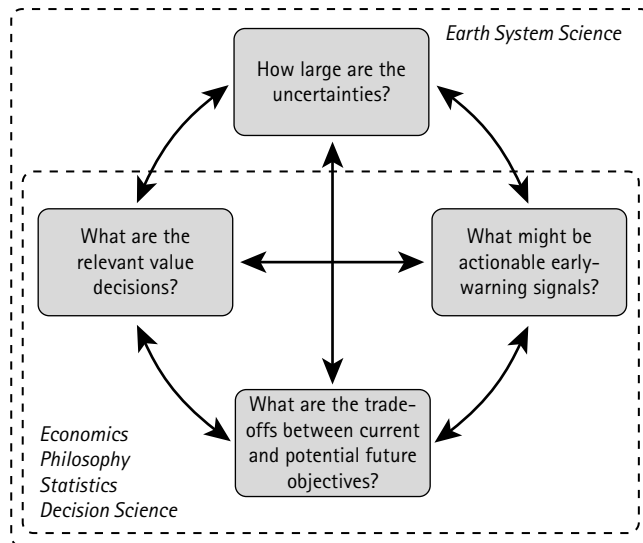 Earth System Science
How large are the
uncertainties?
What are the
relevant value
decisions?
What might be
actionable early-
warning signals?
What are the trade-
offs between current
and potential future
objectives?
Economics
Philosophy
Statistics
Decision Science